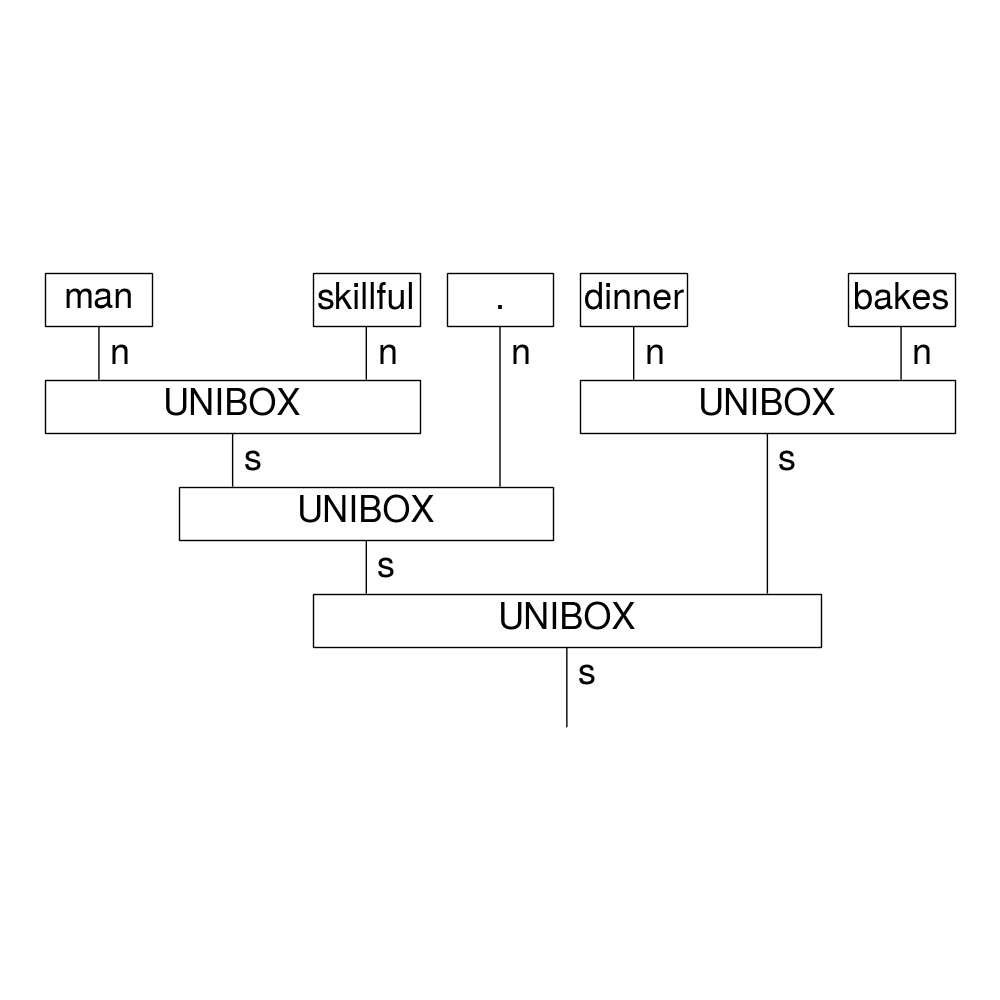 man skillful . dinner bakes
n n n n n
UNIBOX UNIBOX
s s
UNIBOX
s
UNIBOX
s